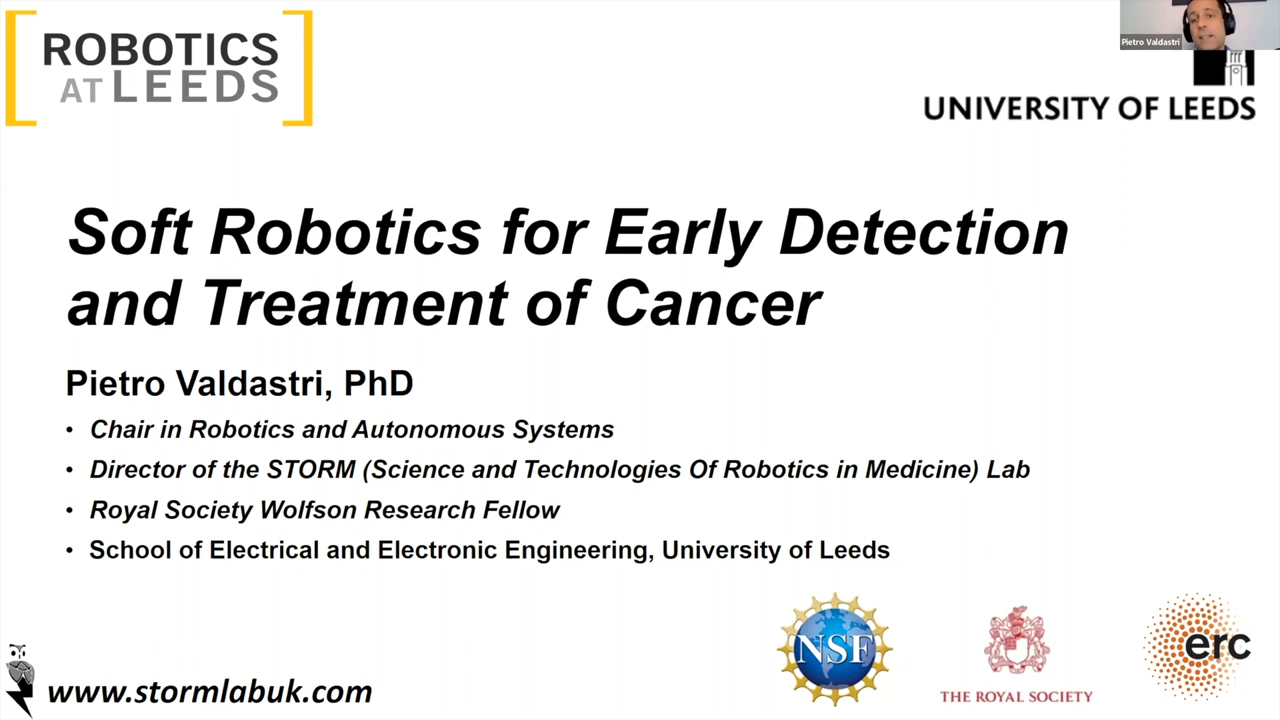 ROBOTICS
AT LEEDS
Pietro Valdastri
UNIVERSITY OF LEEDS
Soft Robotics for Early Detection
and Treatment of Cancer
Pietro Valdastri, PhD
• Chair in Robotics and Autonomous Systems
• Director of the STORM (Science and Technologies Of Robotics in Medicine) Lab
• Royal Society Wolfson Research Fellow
• School of Electrical and Electronic Engineering, University of Leeds
NSF
erc
THE ROYAL SOCIETY
www.stormlabuk.com